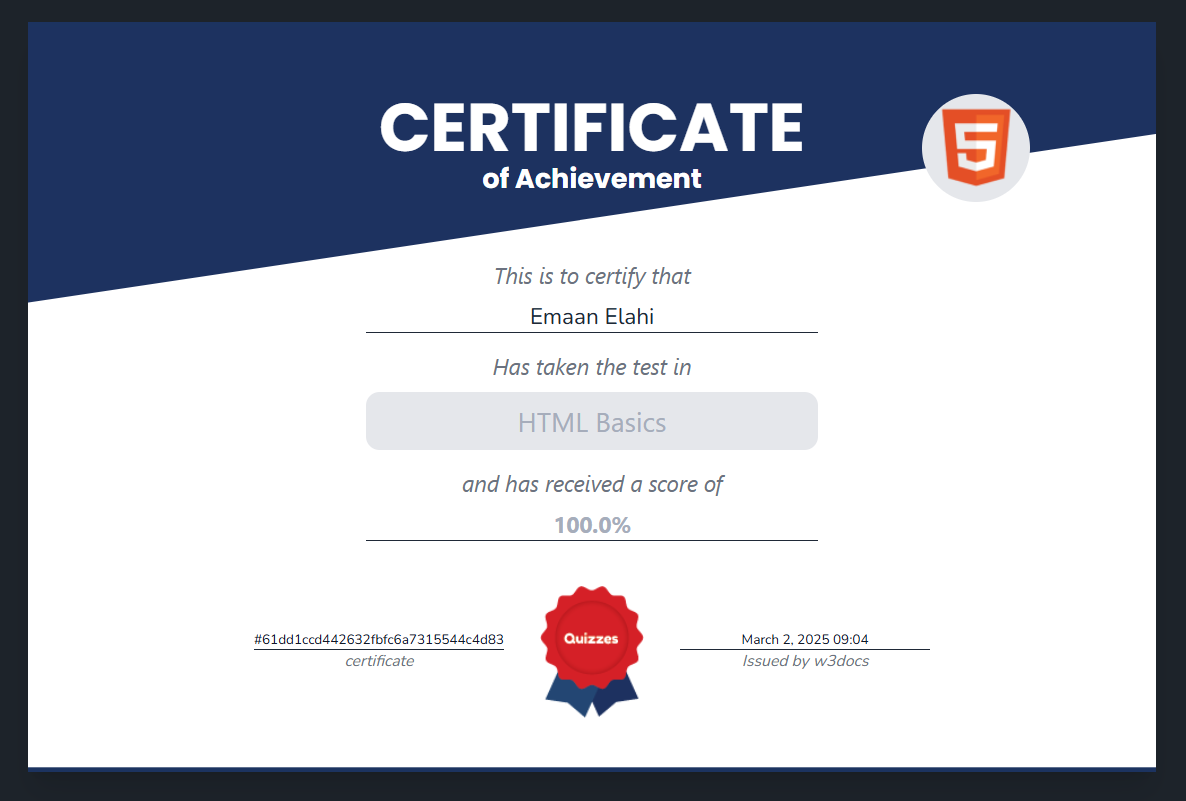 CERTIFICATE
of Achievement
This is to certify that
Emaan Elahi
Has taken the test in
HTML Basics
and has received a score of
100.0%
#61dd1ccd442632fbfc6a7315544c4d83
certificate
Quizzes
March 2, 2025 09:04
Issued by w3docs